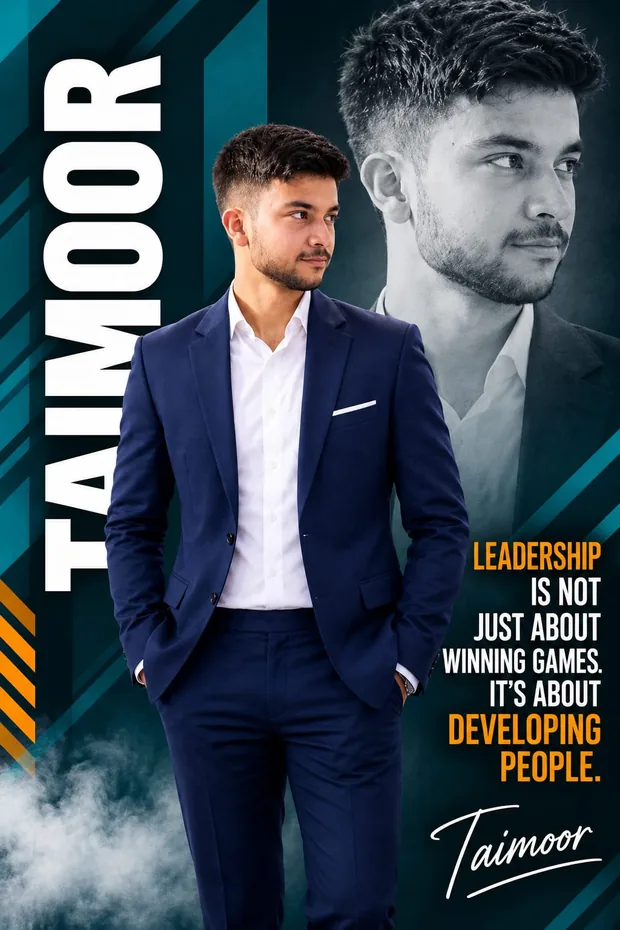 TAIMOOR
LEADERSHIP
IS NOT
JUST ABOUT
WINNING GAMES.
IT'S ABOUT
DEVELOPING
PEOPLE.
Taimoor